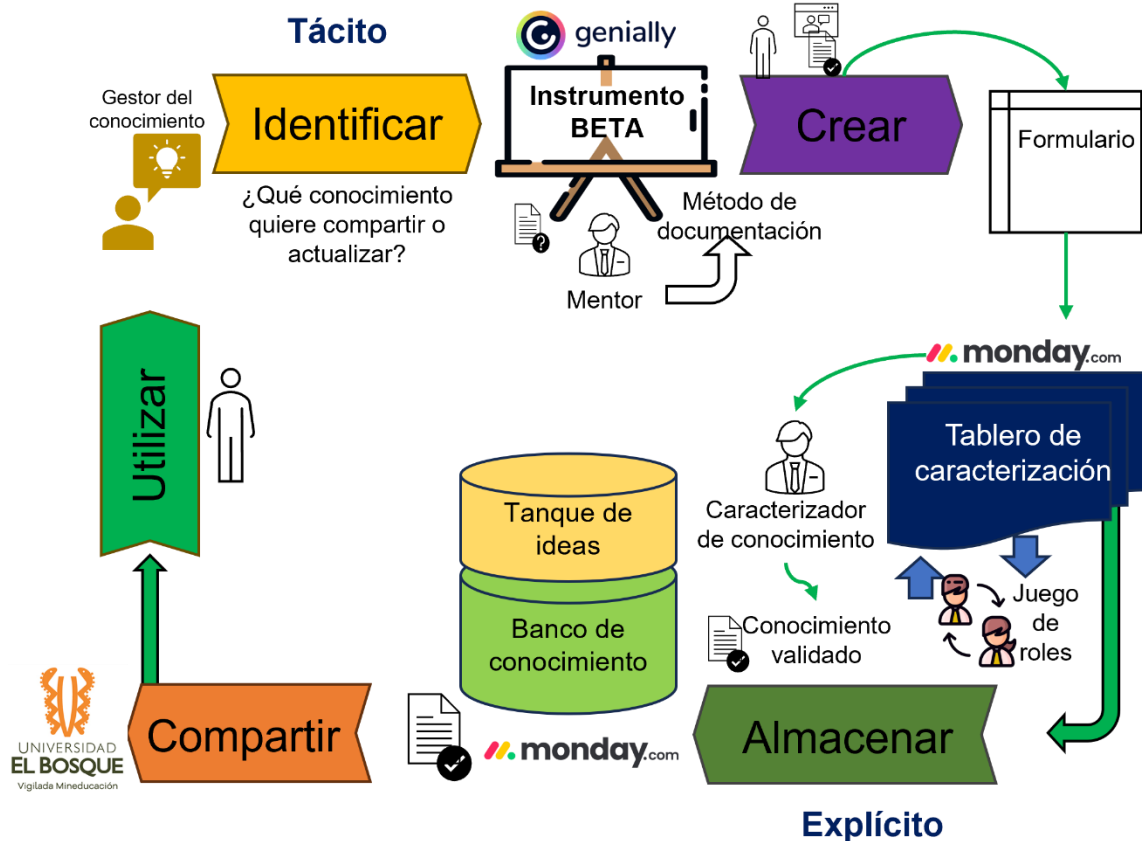 Tácito
genially
Gestor del
conocimiento
Identificar
Instrumento
BETA
Crear
Formulario
¿Qué conocimiento
quiere compartir o
actualizar?
Método de
documentación
Mentor
monday.com
Tablero de
caracterización
Utilizar
Caracterizador
de conocimiento
Tanque de
ideas
Banco de
conocimiento
Conocimiento
validado
Juego
de
roles
UNIVERSIDAD
EL BOSQUE
Vigilada Mineducación
Compartir
monday.com
Almacenar
Explícito